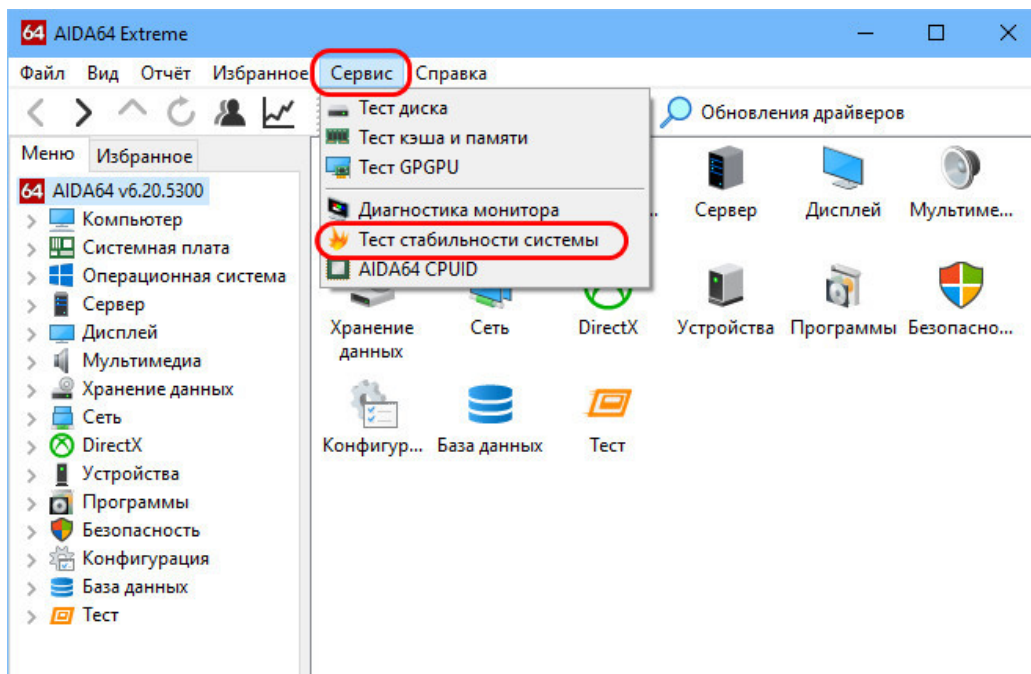 64 AIDA64 Extreme
Файл Вид Отчёт Избранное Сервис Справка
Обновления драйверов
Меню Избранное
64 AIDA64 v6.20.5300
Компьютер
Системная плата
Операционная система
Сервер
Дисплей
Мультимедиа
Хранение данных
Сеть
DirectX
Устройства
Программы
Безопасность
Конфигурация
База данных
Тест
Тест диска
Тест кэша и памяти
Тест GPGPU
Диагностика монитора
Тест стабильности системы
AIDA64 CPUID
.. Сервер Дисплей Мультиме...
Хранение данных Сеть DirectX Устройства Программы Безопасно...
Конфигур... База данных Тест